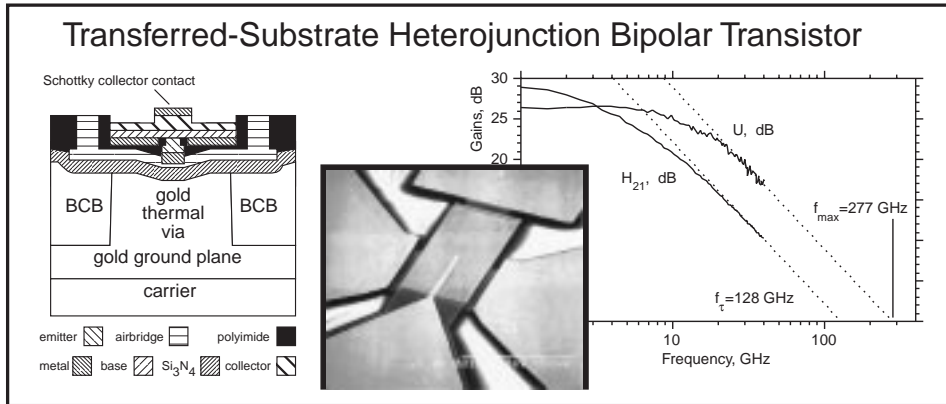 Transferred-Substrate Heterojunction Bipolar Transistor
Schottky collector contact
BCB
gold
thermal
via
BCB
gold ground plane
carrier
emitter
airbridge
polyimide
metal
base
Si3N4
collector
Gains, dB
30
25
20
U, dB
H21, dB
fmax=277 GHz
fτ=128 GHz
10
100
Frequency, GHz